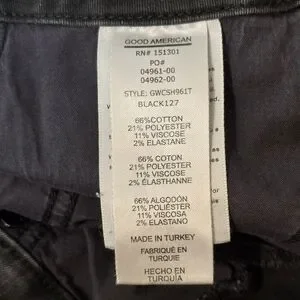 GOOD AMERICAN
RN# 151301
PO#
04961-00
04962-00
STYLE: GWCSH961T
BLACK127
66%COTTON
21% POLYESTER
11% VISCOSE
2% ELASTANE
66% COTON
21% POLYESTER
11% VISCOSE
2% ÉLASTHANNE
66% ALGODÓN
21% POLIÉSTER
11% VISCOSA
2% ELASTANO
MADE IN TURKEY
FABRIQUÉ EN
TURQUIE
HECHO EN
TURQUÍA